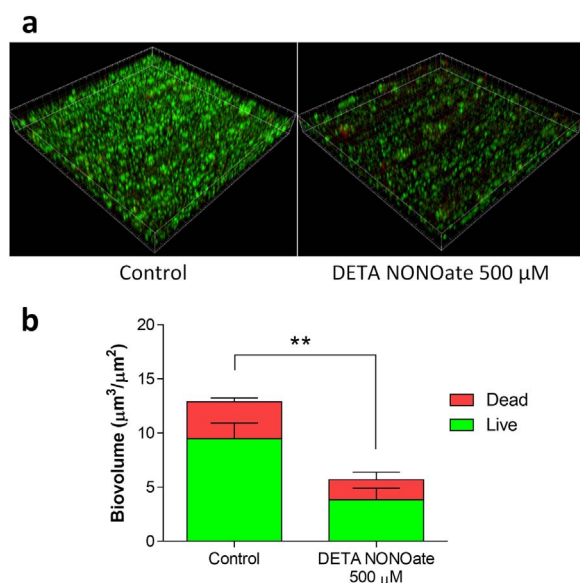 a
Control
DETA NONOate 500 µM
b
**
20
15
10
5
0
Biovolume (µm³/µm²)
Dead
Live
Control
DETA NONOate
500 µM